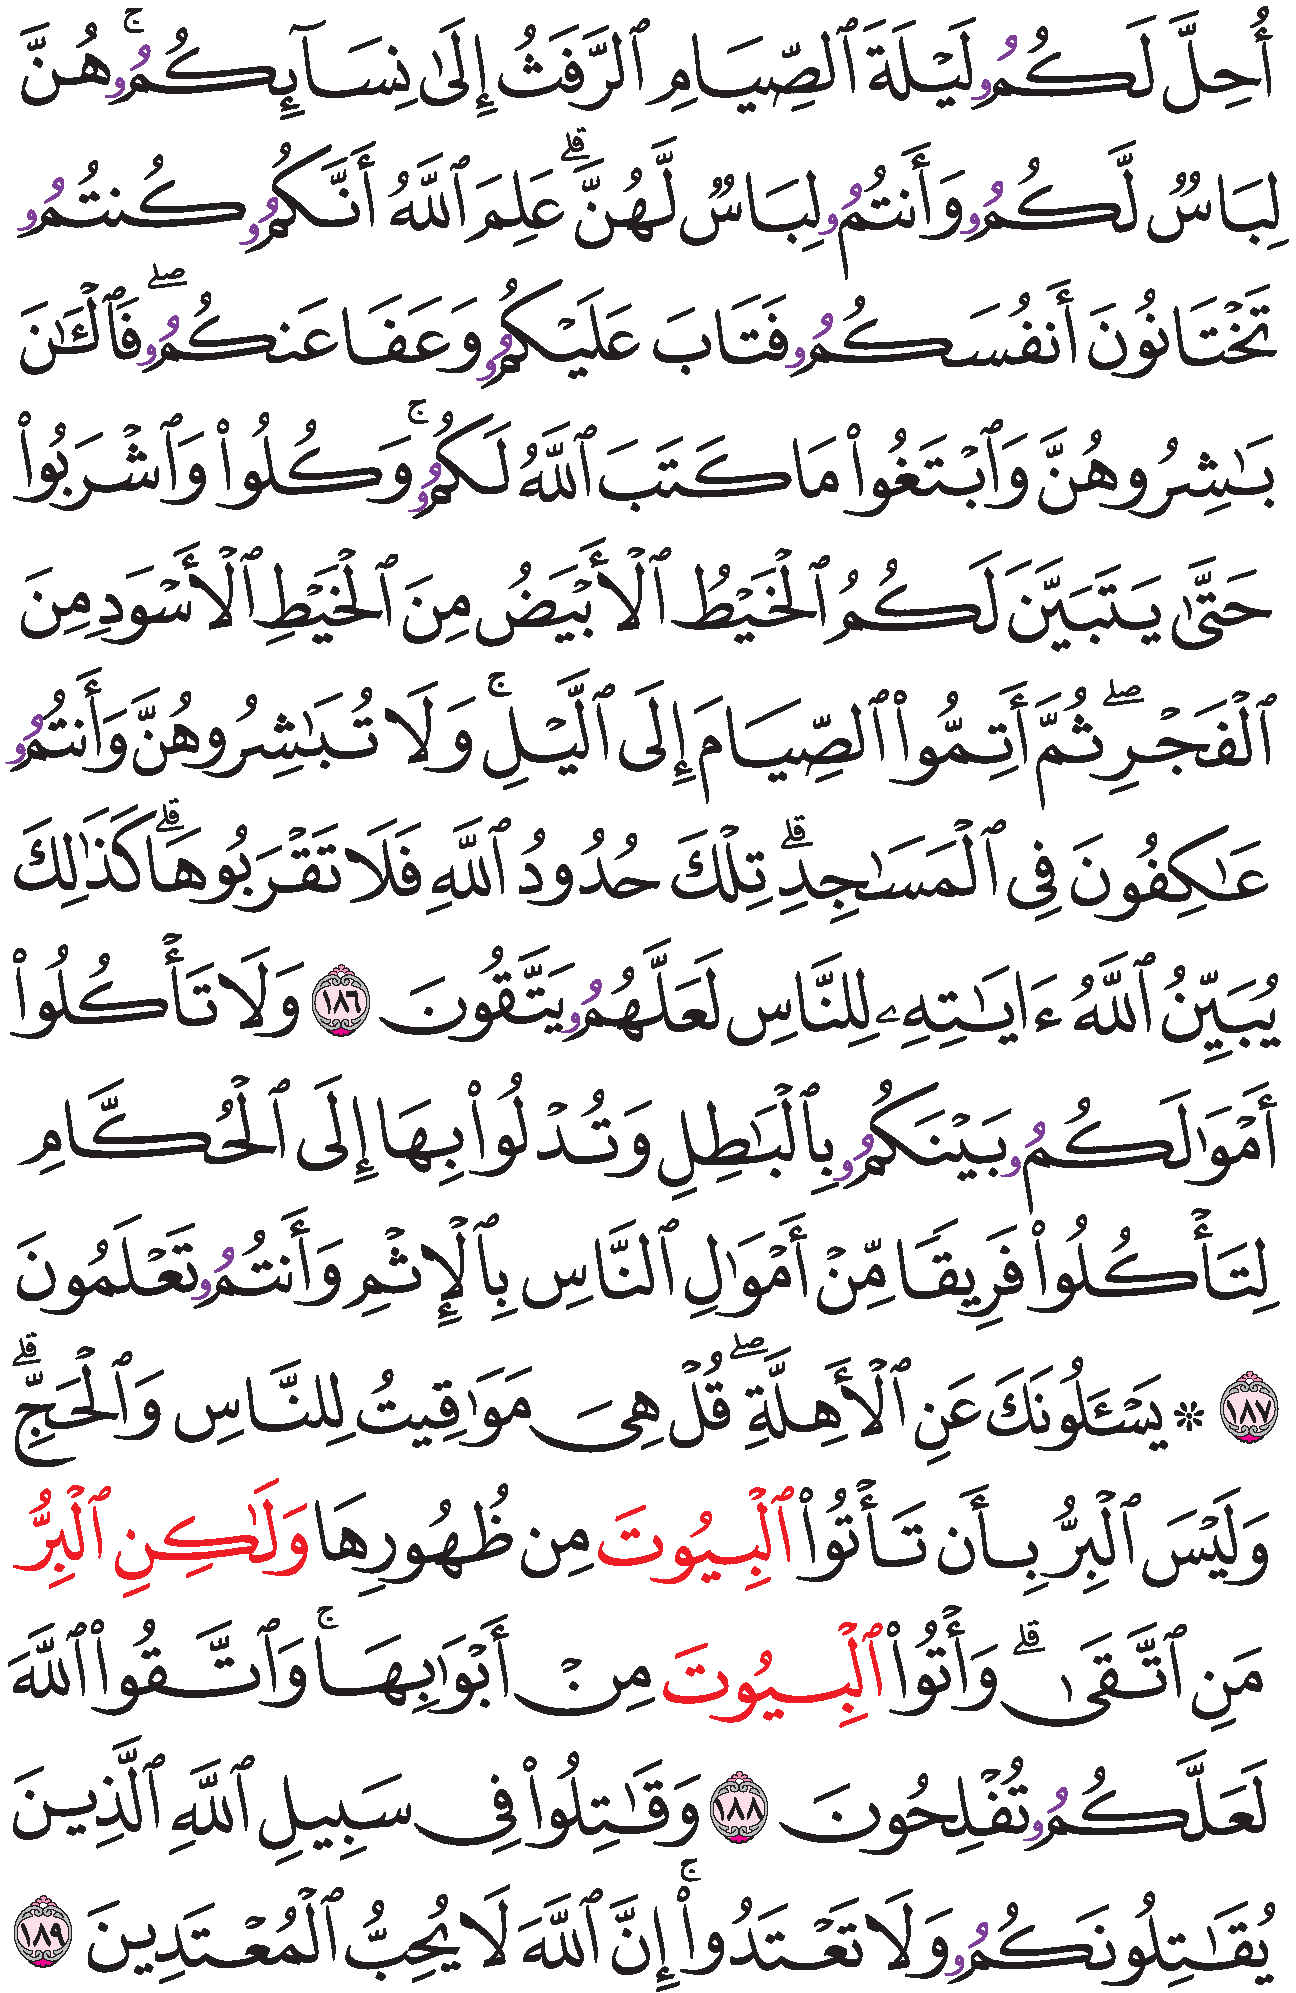 أُحِلَّ لَكُمُۥ لَيْلَةَ ٱلصِّيَامِ ٱلرَّفَثُ إِلَىٰ نِسَآئِكُمُۥۚ هُنَّ
لِبَاسٌ لَّكُمُۥ وَأَنتُمُۥ لِبَاسٌ لَّهُنَّۗ عَلِمَ ٱللَّهُ أَنَّكُمُۥ كُنتُمُۥ
تَخْتَانُونَ أَنفُسَكُمُۥ فَتَابَ عَلَيْكُمُۥ وَعَفَا عَنكُمُۥۖ فَٱلْـَٰٔنَ
بَـٰشِرُوهُنَّ وَٱبْتَغُوا۟ مَا كَتَبَ ٱللَّهُ لَكُمُۥۚ وَكُلُوا۟ وَٱشْرَبُوا۟
حَتَّىٰ يَتَبَيَّنَ لَكُمُ ٱلْخَيْطُ ٱلْأَبْيَضُ مِنَ ٱلْخَيْطِ ٱلْأَسْوَدِ مِنَ
ٱلْفَجْرِۖ ثُمَّ أَتِمُّوا۟ ٱلصِّيَامَ إِلَى ٱلَّيْلِۚ وَلَا تُبَـٰشِرُوهُنَّ وَأَنتُمُۥ
عَـٰكِفُونَ فِى ٱلْمَسَـٰجِدِۗ تِلْكَ حُدُودُ ٱللَّهِ فَلَا تَقْرَبُوهَاۗ كَذَٰلِكَ
يُبَيِّنُ ٱللَّهُ ءَايَـٰتِهِۦ لِلنَّاسِ لَعَلَّهُمُۥ يَتَّقُونَ ١٨٦ وَلَا تَأْكُلُوا۟
أَمْوَٰلَكُمُۥ بَيْنَكُمُۥ بِٱلْبَـٰطِلِ وَتُدْلُوا۟ بِهَا إِلَى ٱلْحُكَّامِ
لِتَأْكُلُوا۟ فَرِيقًا مِّنْ أَمْوَٰلِ ٱلنَّاسِ بِٱلْإِثْمِ وَأَنتُمُۥ تَعْلَمُونَ
١٨٧ ۞ يَسْـَٔلُونَكَ عَنِ ٱلْأَهِلَّةِۖ قُلْ هِىَ مَوَٰقِيتُ لِلنَّاسِ وَٱلْحَجِّۗ
وَلَيْسَ ٱلْبِرُّ بِأَن تَأْتُوا۟ ٱلْبِيُوتَ مِن ظُهُورِهَا وَلَـٰكِنِ ٱلْبِرُّ
مَنِ ٱتَّقَىٰۗ وَأْتُوا۟ ٱلْبِيُوتَ مِنْ أَبْوَٰبِهَاۚ وَٱتَّقُوا۟ ٱللَّهَ
لَعَلَّكُمُۥ تُفْلِحُونَ ١٨٨ وَقَـٰتِلُوا۟ فِى سَبِيلِ ٱللَّهِ ٱلَّذِينَ
يُقَـٰتِلُونَكُمُۥ وَلَا تَعْتَدُوٓا۟ۚ إِنَّ ٱللَّهَ لَا يُحِبُّ ٱلْمُعْتَدِينَ ١٨٩